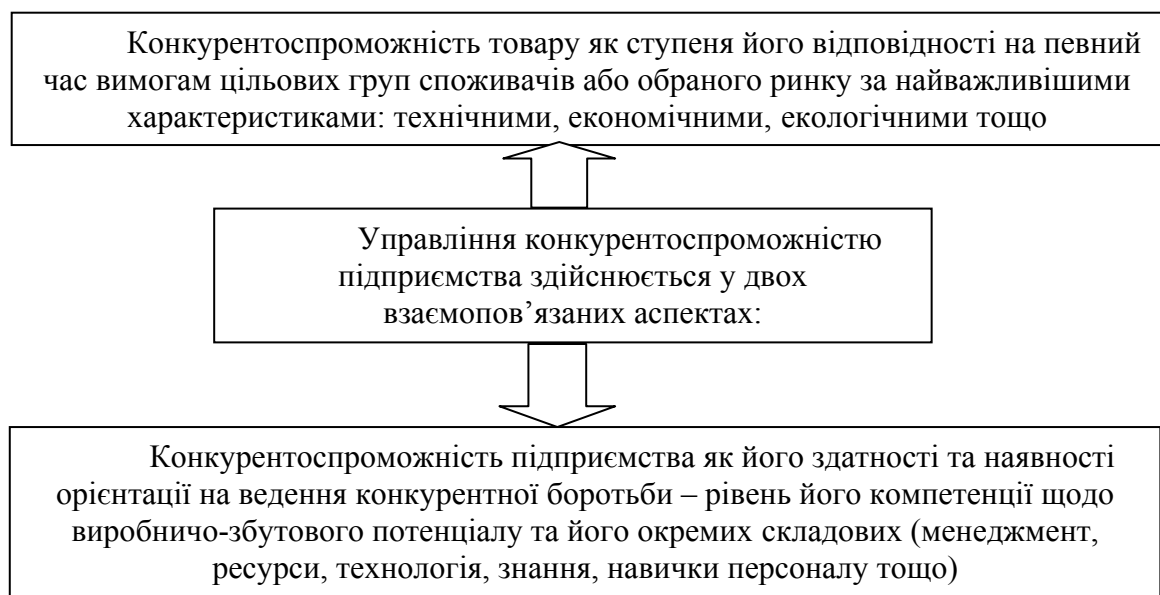 Конкурентоспроможність товару як ступеня його відповідності на певний
час вимогам цільових груп споживачів або обраного ринку за найважливішими
характеристиками: технічними, економічними, екологічними тощо
Управління конкурентоспроможністю
підприємства здійснюється у двох
взаємопов’язаних аспектах:
Конкурентоспроможність підприємства як його здатності та наявності
орієнтації на ведення конкурентної боротьби – рівень його компетенції щодо
виробничо-збутового потенціалу та його окремих складових (менеджмент,
ресурси, технологія, знання, навички персоналу тощо)